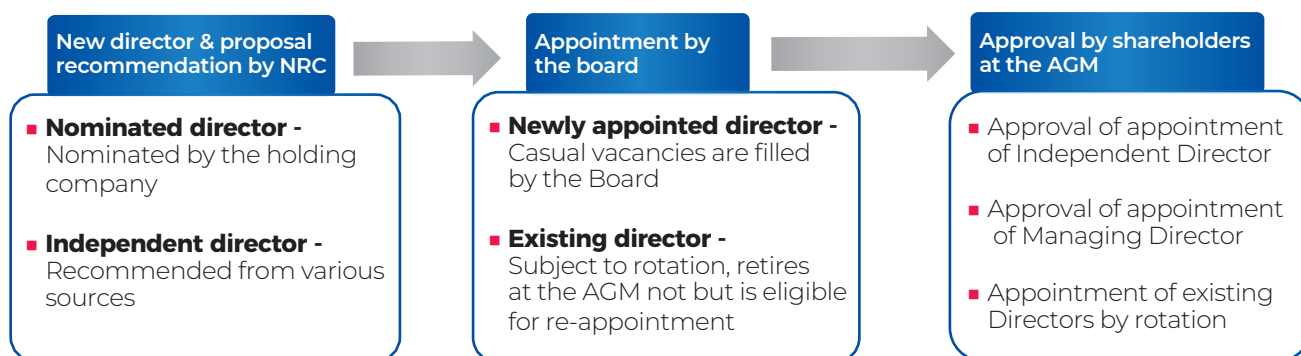 New director & proposal
recommendation by NRC
Nominated director -
Nominated by the holding
company
Independent director -
Recommended from various
sources
Appointment by
the board
Newly appointed director -
Casual vacancies are filled
by the Board
Existing director -
Subject to rotation, retires
at the AGM not but is eligible
for re-appointment
Approval by shareholders
at the AGM
Approval of appointment
of Independent Director
Approval of appointment
of Managing Director
Appointment of existing
Directors by rotation